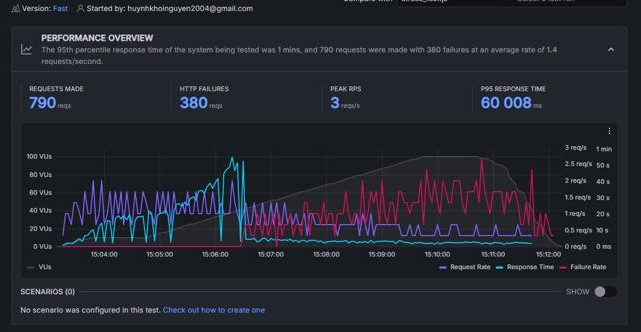 Version: Fast Started by: huynhkhoinguyen2004@gmail.com
PERFORMANCE OVERVIEW
The 95th percentile response time of the system being tested was 1 mins, and 790 requests were made with 380 failures at an average rate of 1.4
requests/second.
REQUESTS MADE HTTP FAILURES PEAK RPS P95 RESPONSE TIME
790 reqs 380 reqs 3 reqs/s 60 008 ms
3 req/s 1 min
100 VUs 2.5 req/s 50 s
80 VUs 2 req/s 40 s
60 VUs 1.5 req/s 30 s
40 VUs 1 req/s 20 s
20 VUs 0.5 req/s 10 s
0 VUs 0 req/s 0 ms
15:04:00 15:05:00 15:06:00 15:07:00 15:08:00 15:09:00 15:10:00 15:11:00 15:12:00
VUs Request Rate Response Time Failure Rate
SCENARIOS (0) SHOW
No scenario was configured in this test. Check out how to create one